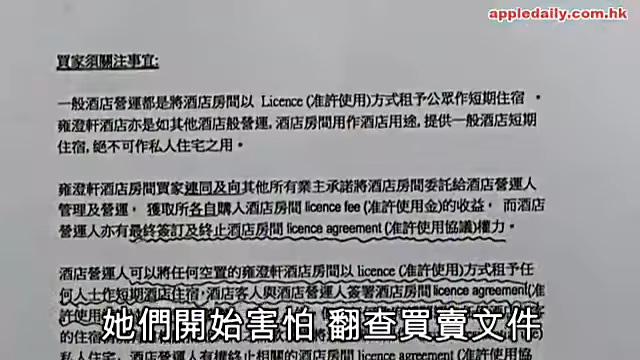 appledaily.com.hk
買家須關注事宜:
一般酒店營運都是將酒店房間以 Licence (准許使用)方式租予公眾作短期住宿。
雍澄軒酒店亦是如其他酒店般營運,酒店房間用作酒店用途, 提供一般酒店短期
住宿, 絕不可作私人住宅之用。
雍澄軒酒店房間買家連同及向其他所有業主承諾將酒店房間委託給酒店營運人
管理及營運, 獲取所各自購入酒店房間 licence fee (准許使用金)的收益, 而酒店
營運人亦有最終簽訂及終止酒店房間 licence agreement (准許使用協議)權力。
酒店營運人可以將任何空置的雍澄軒酒店房間以 licence (准許使用)方式租予任
何人士作短期酒店住宿,酒店客人與酒店營運人簽署酒店房間 licence agreement(准
她們開始害怕 翻查買賣文件